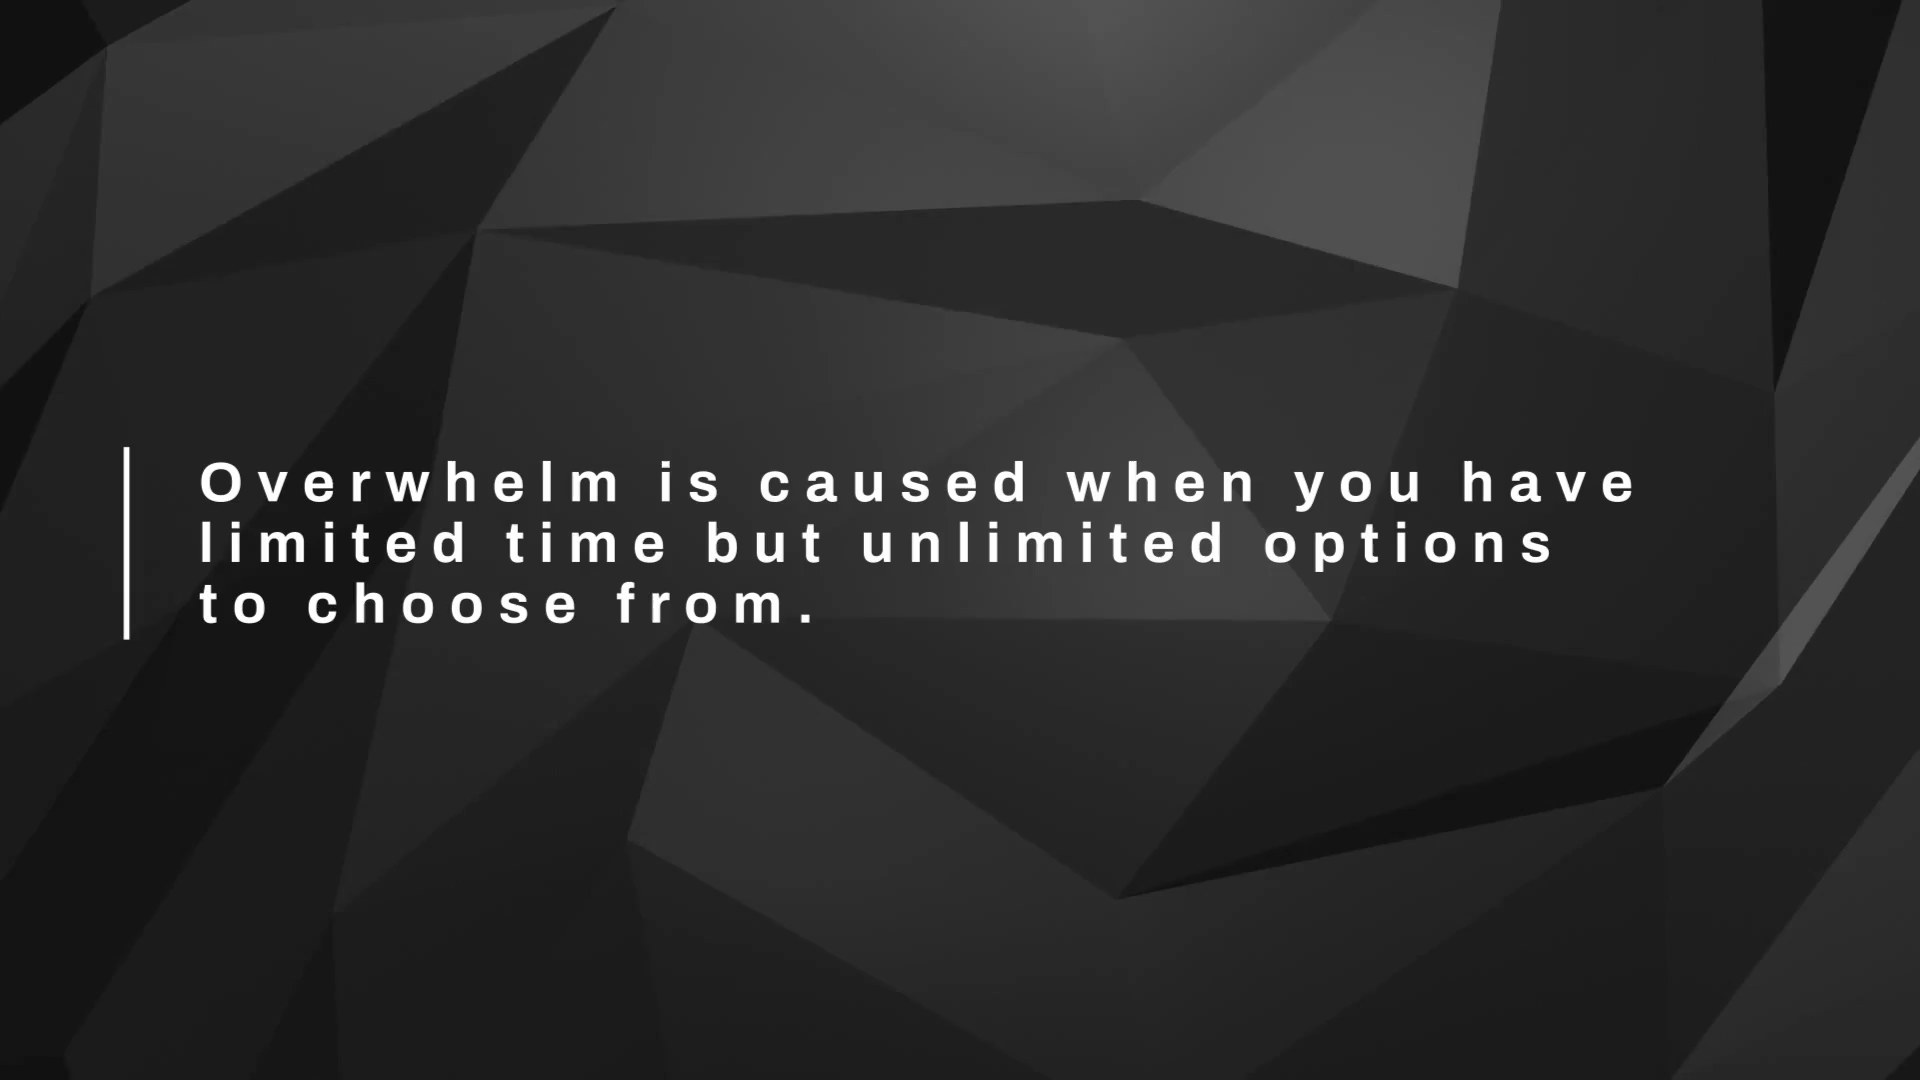 Overwhelm is caused when you have
limited time but unlimited options
to choose from.